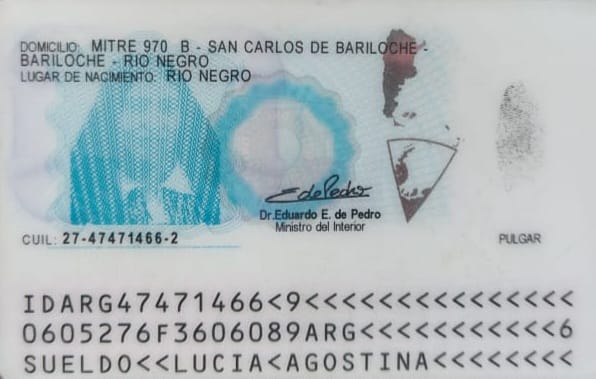 DOMICILIO: MITRE 970 B - SAN CARLOS DE BARILOCHE -
BARILOCHE - RIO NEGRO
LUGAR DE NACIMIENTO: RIO NEGRO
EdePedro
Dr.Eduardo E. de Pedro
Ministro del Interior
CUIL: 27-47471466-2
PULGAR
IDARG47471466<9<<<<<<<<<<<<<<<
0605276F3606089ARG<<<<<<<<<<<6
SUELDO<<LUCIA<AGOSTINA<<<<<<<<